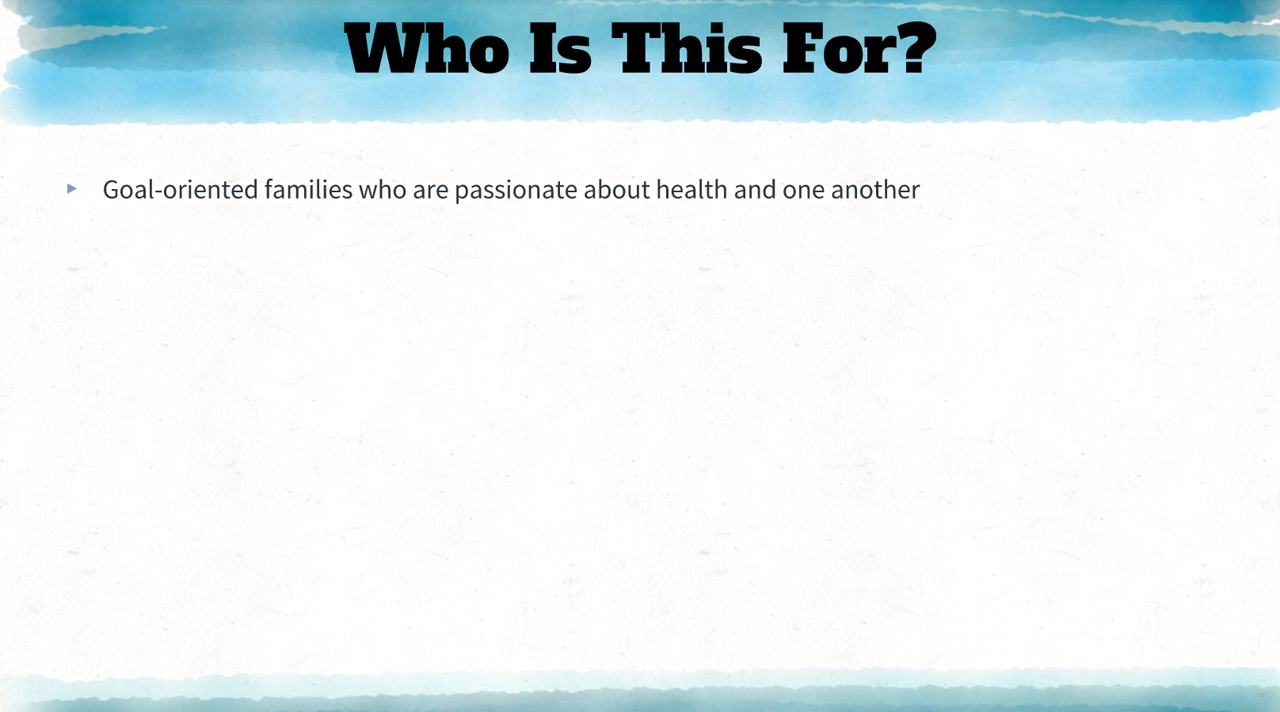 Who Is This For?
Goal-oriented families who are passionate about health and one another